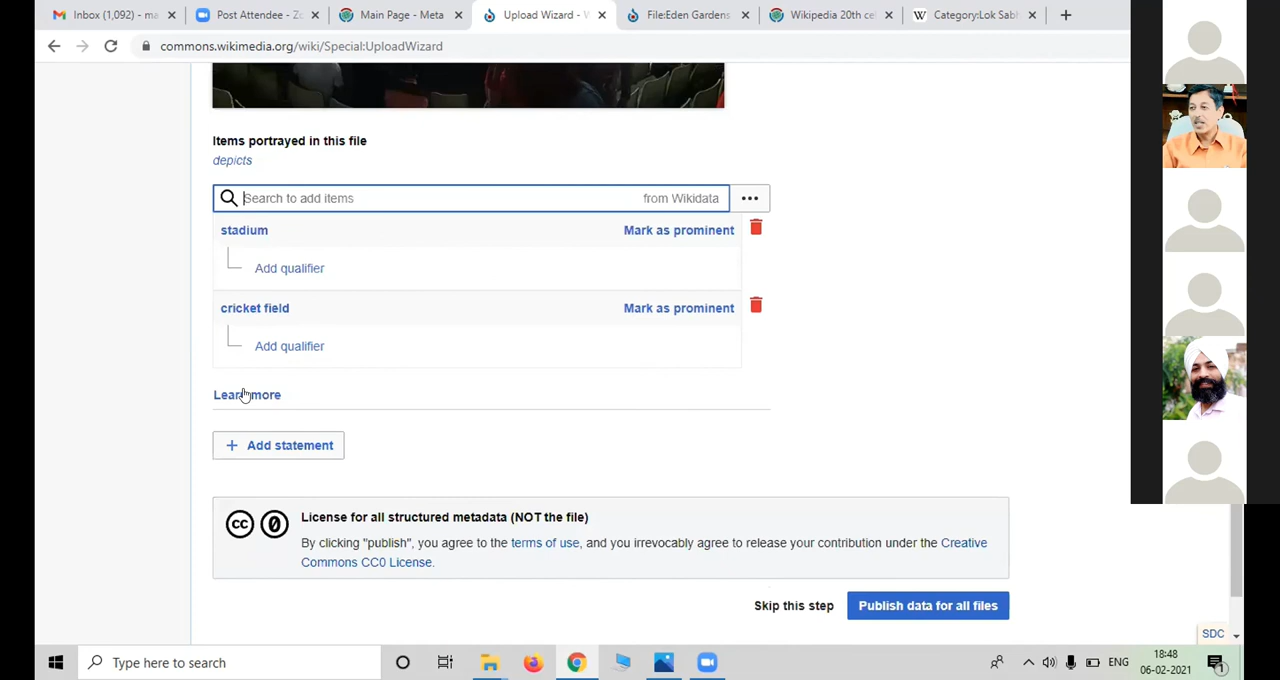 Inbox (1,092) - ma
Post Attendee - Zo
Main Page - Meta
Upload Wizard - W
File:Eden Gardens
Wikipedia 20th cel
Category:Lok Sabh
commons.wikimedia.org/wiki/Special:UploadWizard
Items portrayed in this file
depicts
Search to add items from Wikidata
stadium Mark as prominent
Add qualifier
cricket field Mark as prominent
Add qualifier
Learn more
+ Add statement
License for all structured metadata (NOT the file)
By clicking "publish", you agree to the terms of use, and you irrevocably agree to release your contribution under the Creative
Commons CC0 License.
Skip this step Publish data for all files
SDC
Type here to search
ENG
18:48
06-02-2021